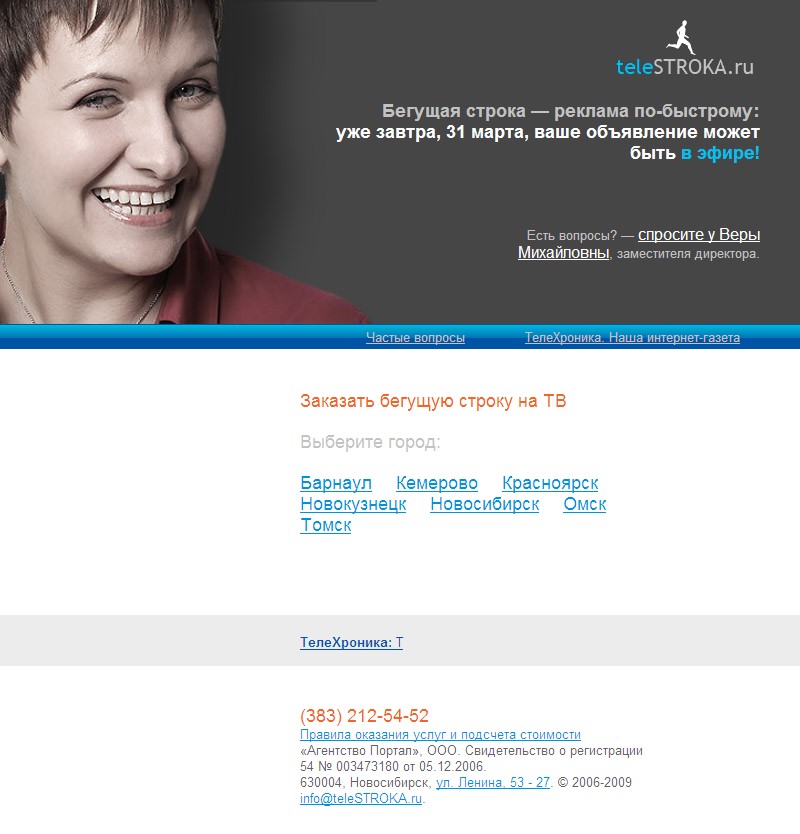 teleSTROKA.ru
Бегущая строка — реклама по-быстрому:
уже завтра, 31 марта, ваше объявление может
быть в эфире!
Есть вопросы? — спросите у Веры
Михайловны, заместителя директора.
Частые вопросы ТелеХроника. Наша интернет-газета
Заказать бегущую строку на ТВ
Выберите город:
Барнаул Кемерово Красноярск
Новокузнецк Новосибирск Омск
Томск
ТелеХроника: Т
(383) 212-54-52
Правила оказания услуг и подсчета стоимости
«Агентство Портал», ООО. Свидетельство о регистрации
54 № 003473180 от 05.12.2006.
630004, Новосибирск, ул. Ленина, 53 - 27. © 2006-2009
info@teleSTROKA.ru.